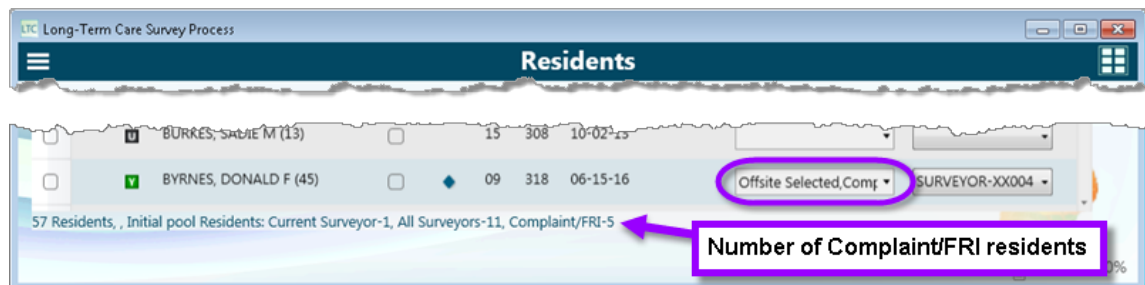 LTC Long-Term Care Survey Process
Residents
U BURKES, SADIE M (13) 15 308 10-02-15
Y BYRNES, DONALD F (45) 09 318 06-15-16 Offsite Selected,Comp SURVEYOR-XX004
57 Residents, , Initial pool Residents: Current Surveyor-1, All Surveyors-11, Complaint/FRI-5
Number of Complaint/FRI residents